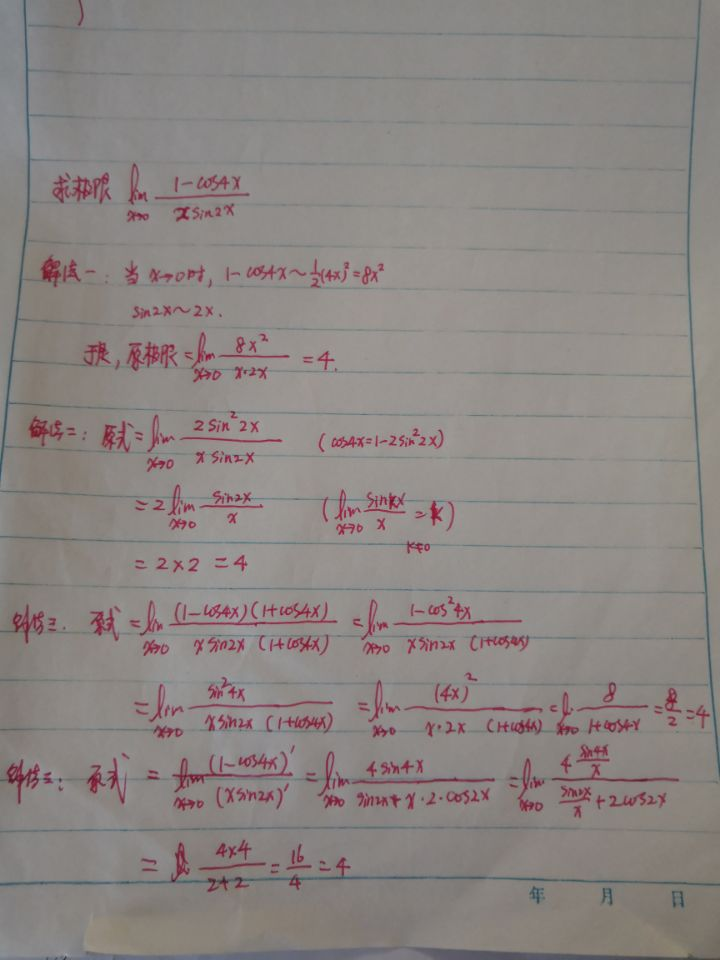 求极限 lim x→0 (1-cos4x)/(x sin2x)
解法一: 当 x→0时, 1-cos4x ~ 1/2(4x)² = 8x²
sin2x ~ 2x.
于是, 原极限 = lim x→0 8x²/(x·2x) = 4.
解法二: 原式 = lim x→0 2sin²2x/(x sin2x) (cos4x=1-2sin²2x)
= 2 lim x→0 sin2x/x (lim x→0 sinkx/x = k) k≠0
= 2×2 = 4
解法三. 原式 = lim x→0 (1-cos4x)(1+cos4x)/(x sin2x (1+cos4x)) = lim x→0 (1-cos²4x)/(x sin2x (1+cos4x))
= lim x→0 sin²4x/(x sin2x (1+cos4x)) = lim x→0 (4x)²/(x·2x (1+cos4x)) = lim x→0 8/(1+cos4x) = 8/2 = 4
解法三: 原式 = lim x→0 (1-cos4x)'/(x sin2x)' = lim x→0 4sin4x/(sin2x+x·2·cos2x) = lim x→0 (4 sin4x/x)/(sin2x/x+2cos2x)
= (4×4)/(2+2) = 16/4 = 4
年 月 日